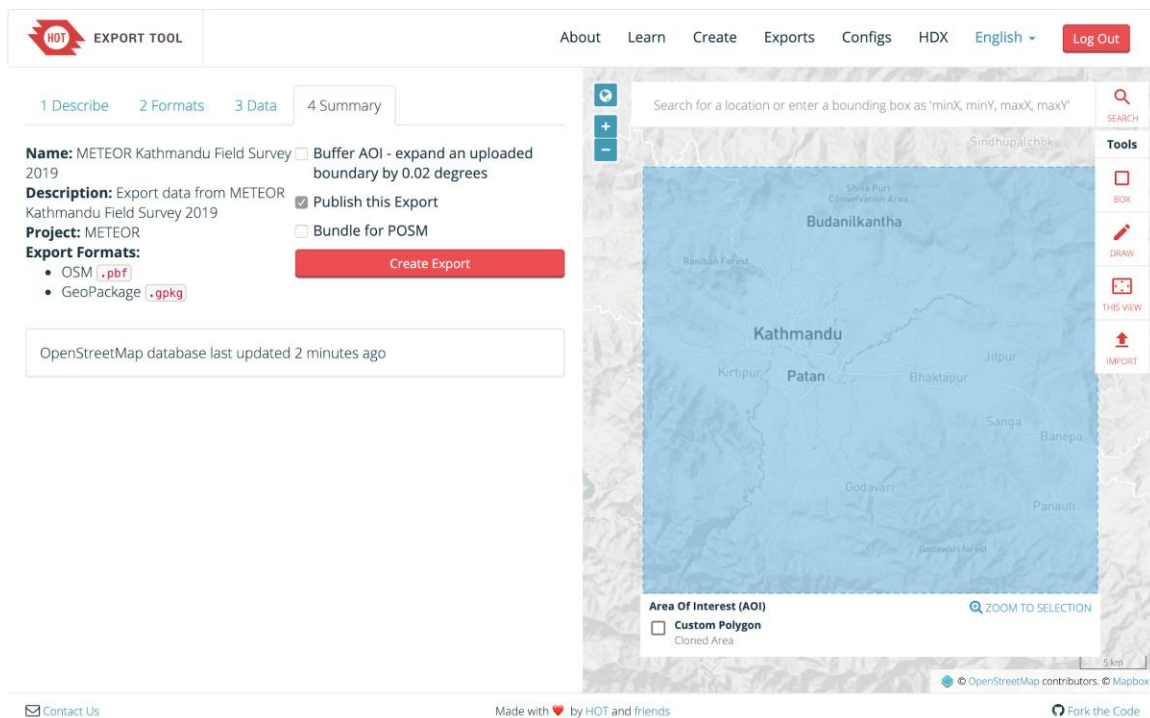 HOT EXPORT TOOL
About Learn Create Exports Configs HDX English Log Out
1 Describe 2 Formats 3 Data 4 Summary
Name: METEOR Kathmandu Field Survey
2019
Description: Export data from METEOR
Kathmandu Field Survey 2019
Project: METEOR
Export Formats:
OSM .pbf
GeoPackage .gpkg
Buffer AOI - expand an uploaded
boundary by 0.02 degrees
Publish this Export
Bundle for POSM
Create Export
OpenStreetMap database last updated 2 minutes ago
+
−
Search for a location or enter a bounding box as 'minX, minY, maxX, maxY'
SEARCH
Tools
BOX
DRAW
THIS VIEW
IMPORT
Sindhupalchok
Shiva Puri
Conservation Area
Budanilkantha
Raniban Forest
Kathmandu
Jitpur
Kirtipur
Patan
Bhaktapur
Sanga
Banepa
Godavari
Panauti
Godawari forest
Area Of Interest (AOI)
ZOOM TO SELECTION
Custom Polygon
Cloned Area
5 km
© OpenStreetMap contributors. © Mapbox
Contact Us
Made with ❤ by HOT and friends
Fork the Code